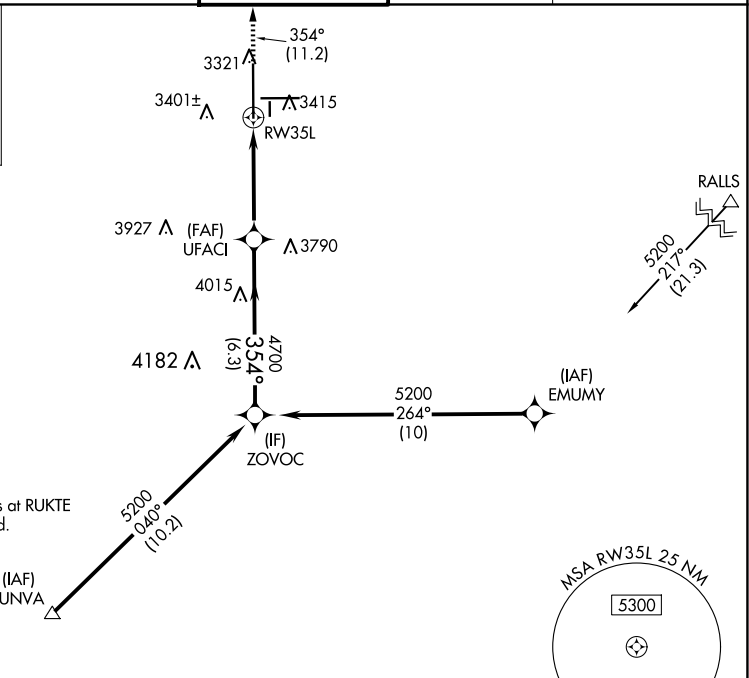 354°
(11.2)
3321
3401±
3415
RW35L
RALLS
3927
(FAF)
UFACI
3790
5200
217°
(21.3)
4015
4182
4700
354°
(6.3)
(IAF)
EMUMY
5200
264°
(10)
(IF)
ZOVOC
s at RUKTE
d.
5200
040°
(10.2)
(IAF)
UNVA
MSA RW35L 25 NM
5300